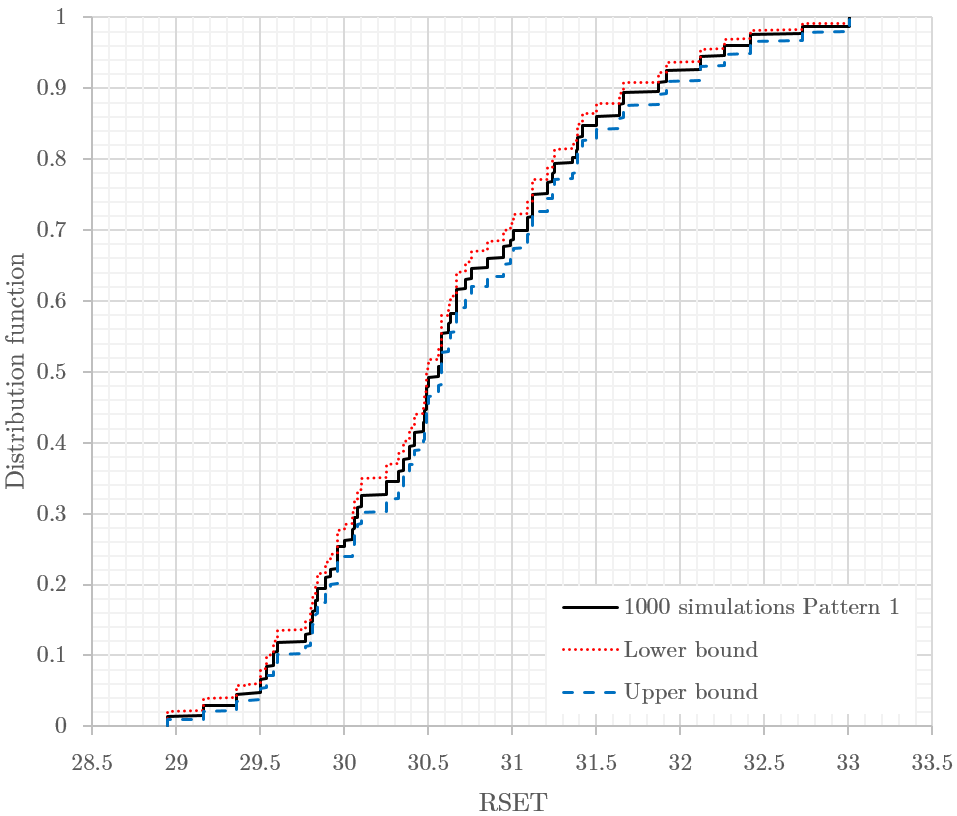 1
0.9
0.8
0.7
0.6
0.5
0.4
0.3
0.2
0.1
0
Distribution function
1000 simulations Pattern 1
Lower bound
Upper bound
28.5 29 29.5 30 30.5 31 31.5 32 32.5 33 33.5
RSET